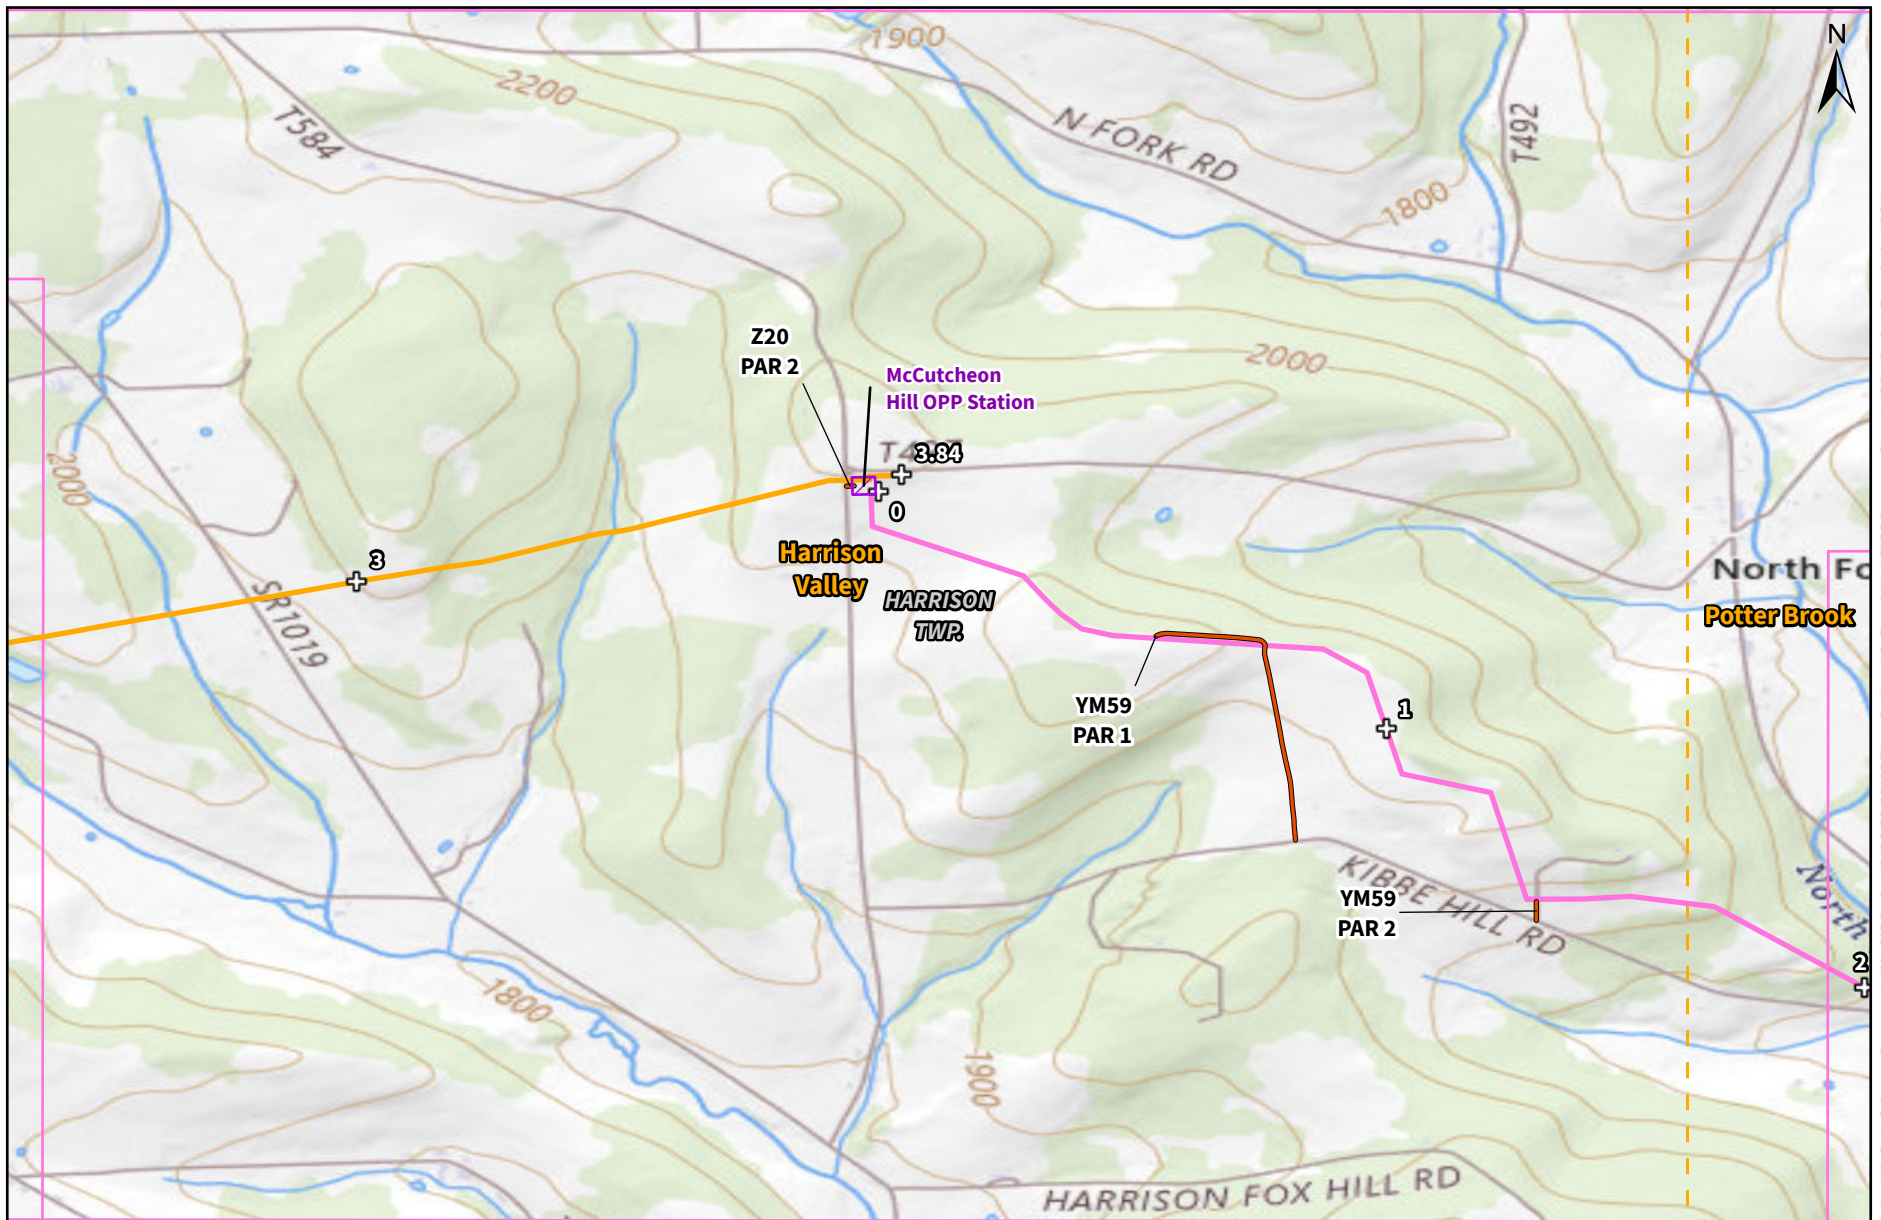 N
1900
2200
T584
N FORK RD
T492
1800
Z20
PAR 2
McCutcheon
Hill OPP Station
2000
2000
3.84
0
3
Harrison
Valley
HARRISON
TWP.
SR1019
North Fo
Potter Brook
YM59
PAR 1
1
KIBBE HILL RD
YM59
PAR 2
North
2
1800
1900
HARRISON FOX HILL RD